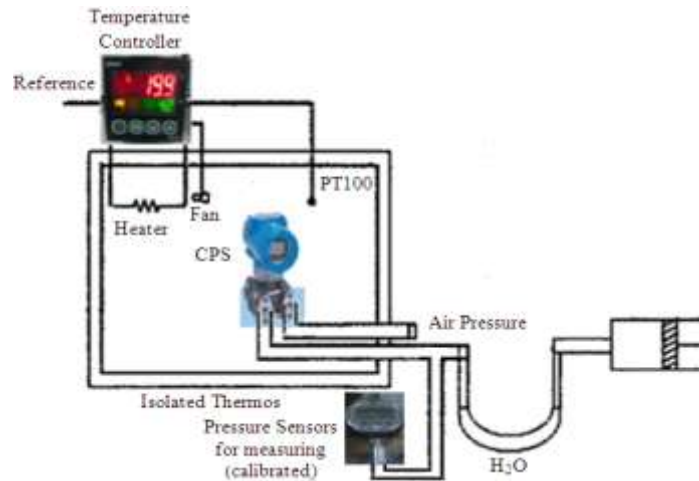 Temperature
Controller
199
Reference
PT100
Heater
Fan
CPS
Air Pressure
Isolated Thermos
Pressure Sensors
for measuring
(calibrated)
H₂O